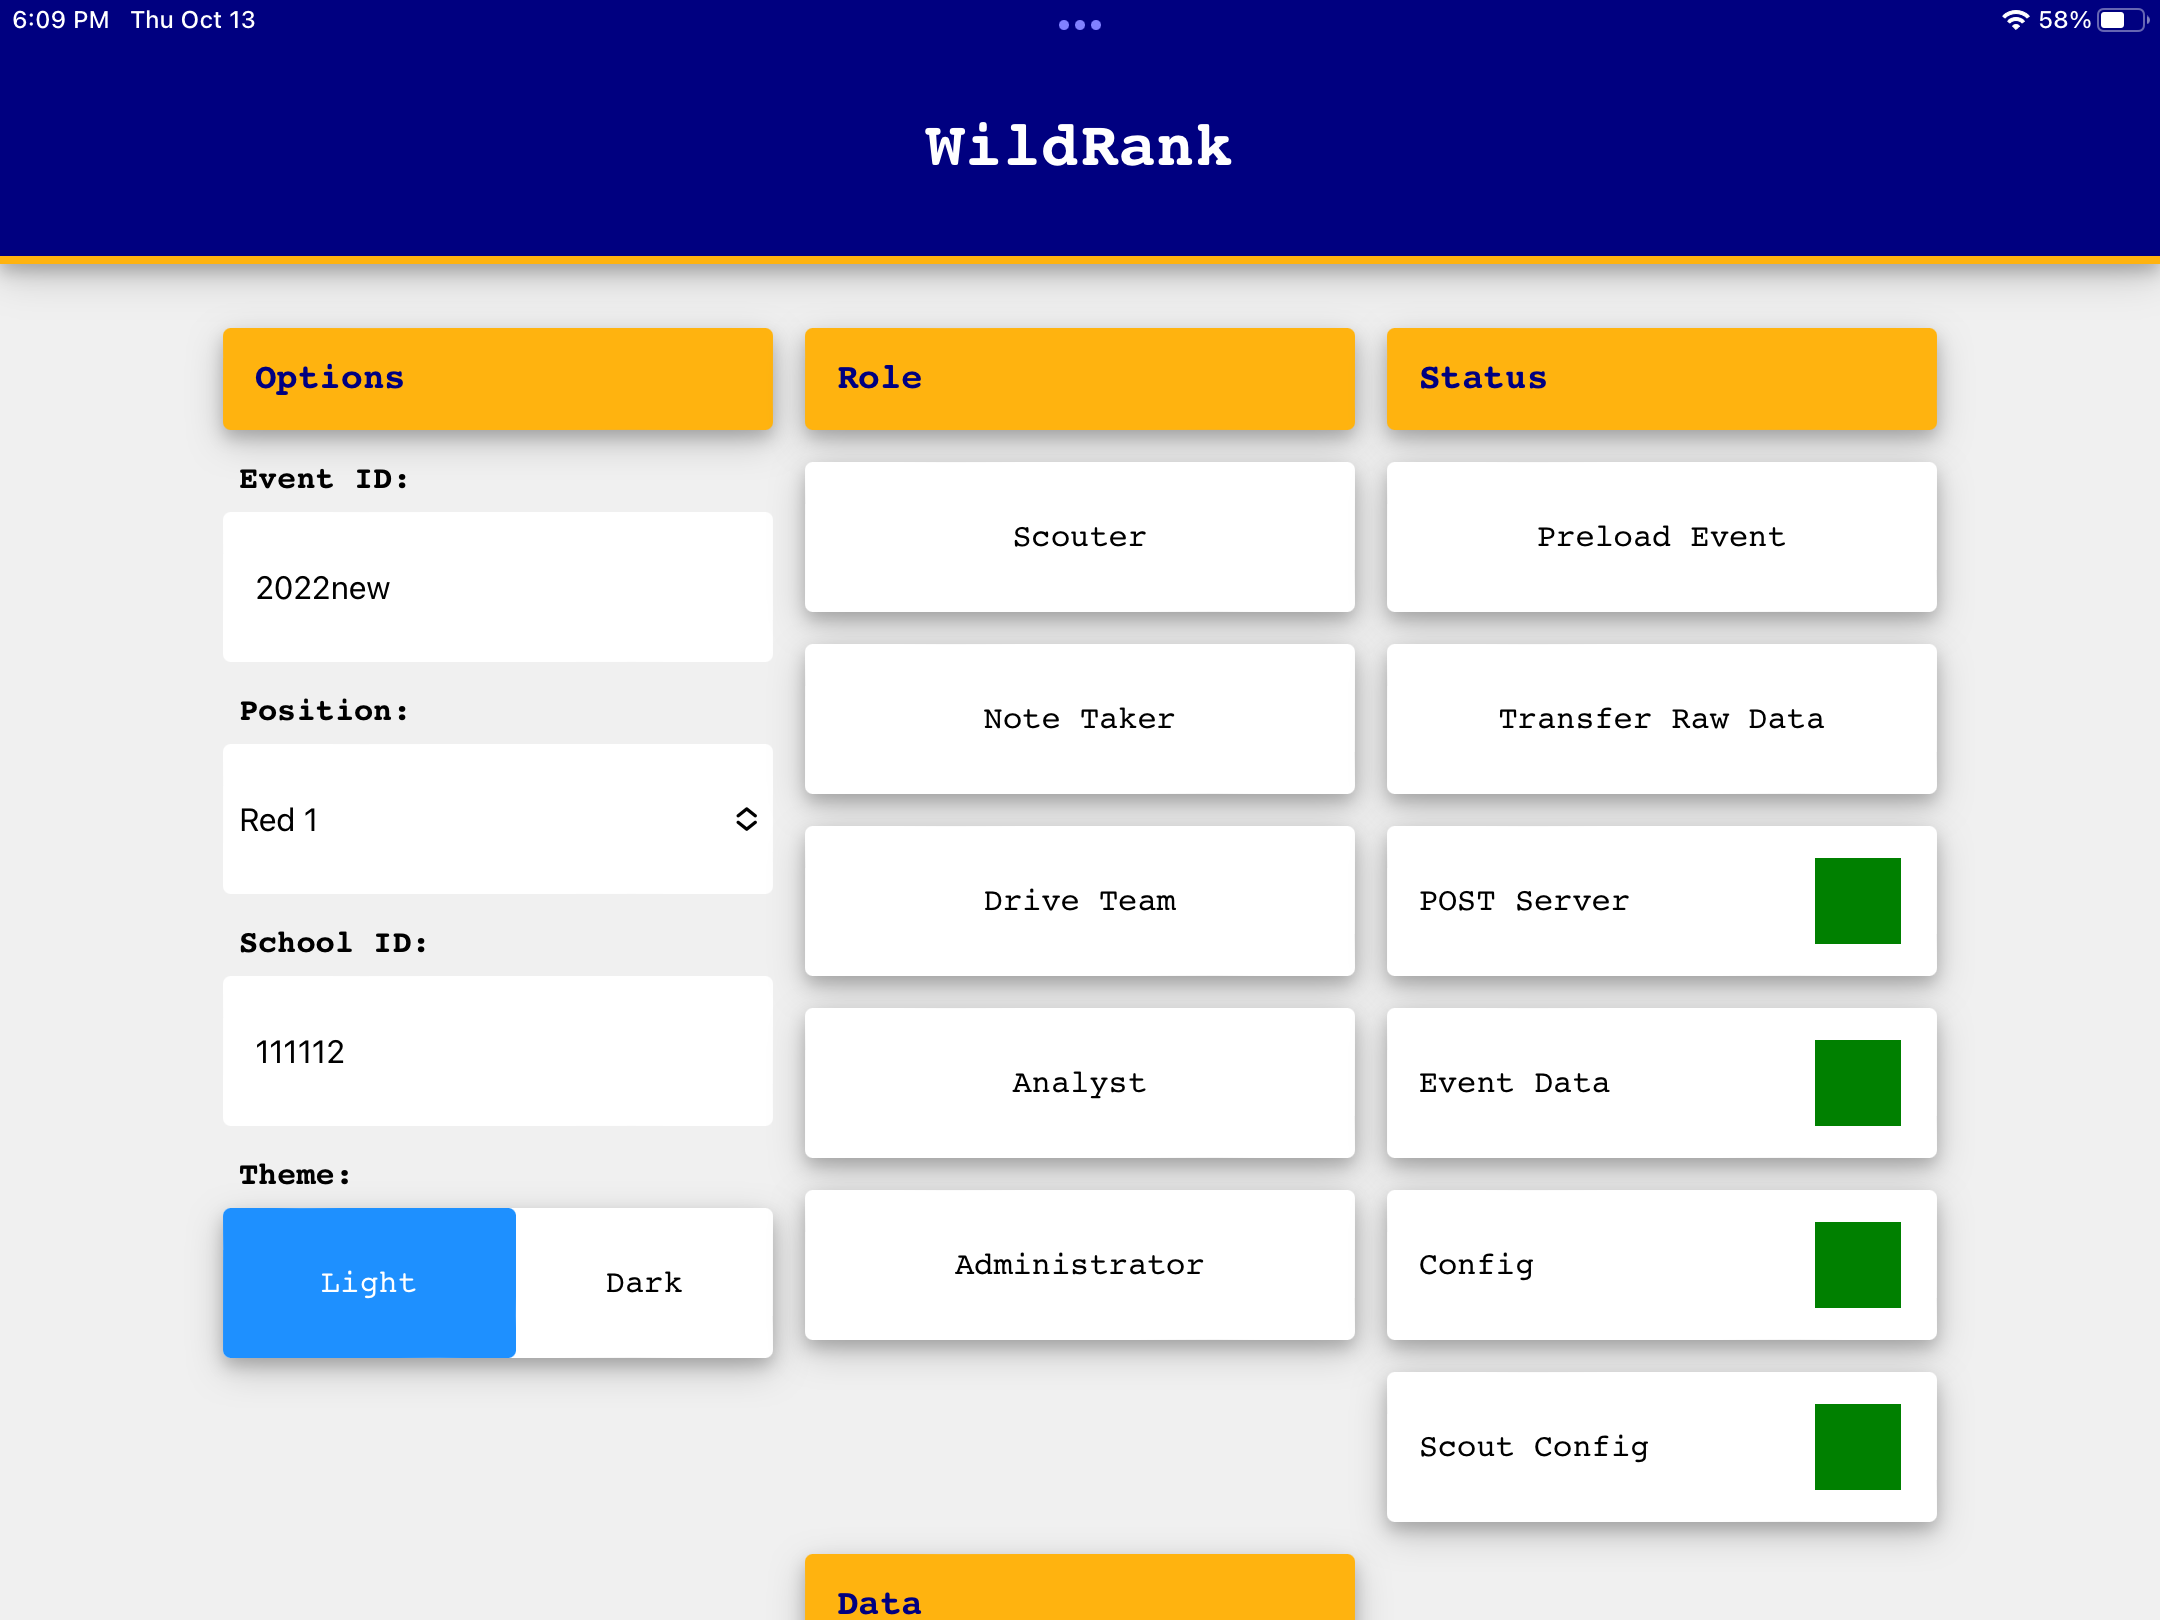 6:09 PM Thu Oct 13
58%
WildRank
Options
Event ID:
2022new
Position:
Red 1
School ID:
111112
Theme:
Light Dark
Role
Scouter
Note Taker
Drive Team
Analyst
Administrator
Status
Preload Event
Transfer Raw Data
POST Server
Event Data
Config
Scout Config
Data